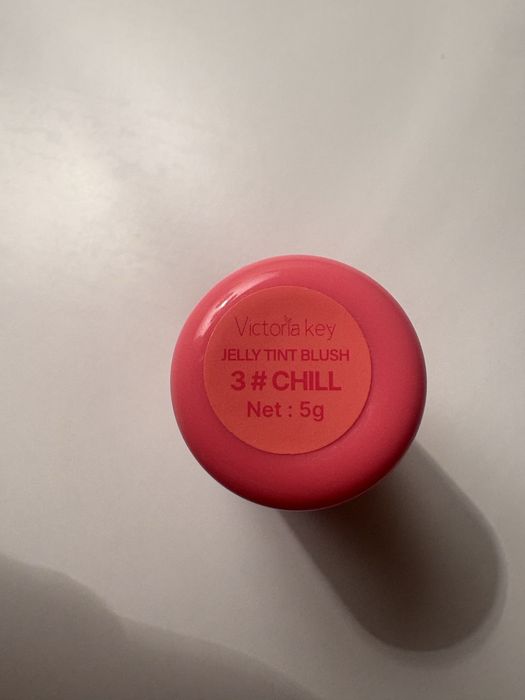 Victoria key
JELLY TINT BLUSH
3 # CHILL
Net : 5g